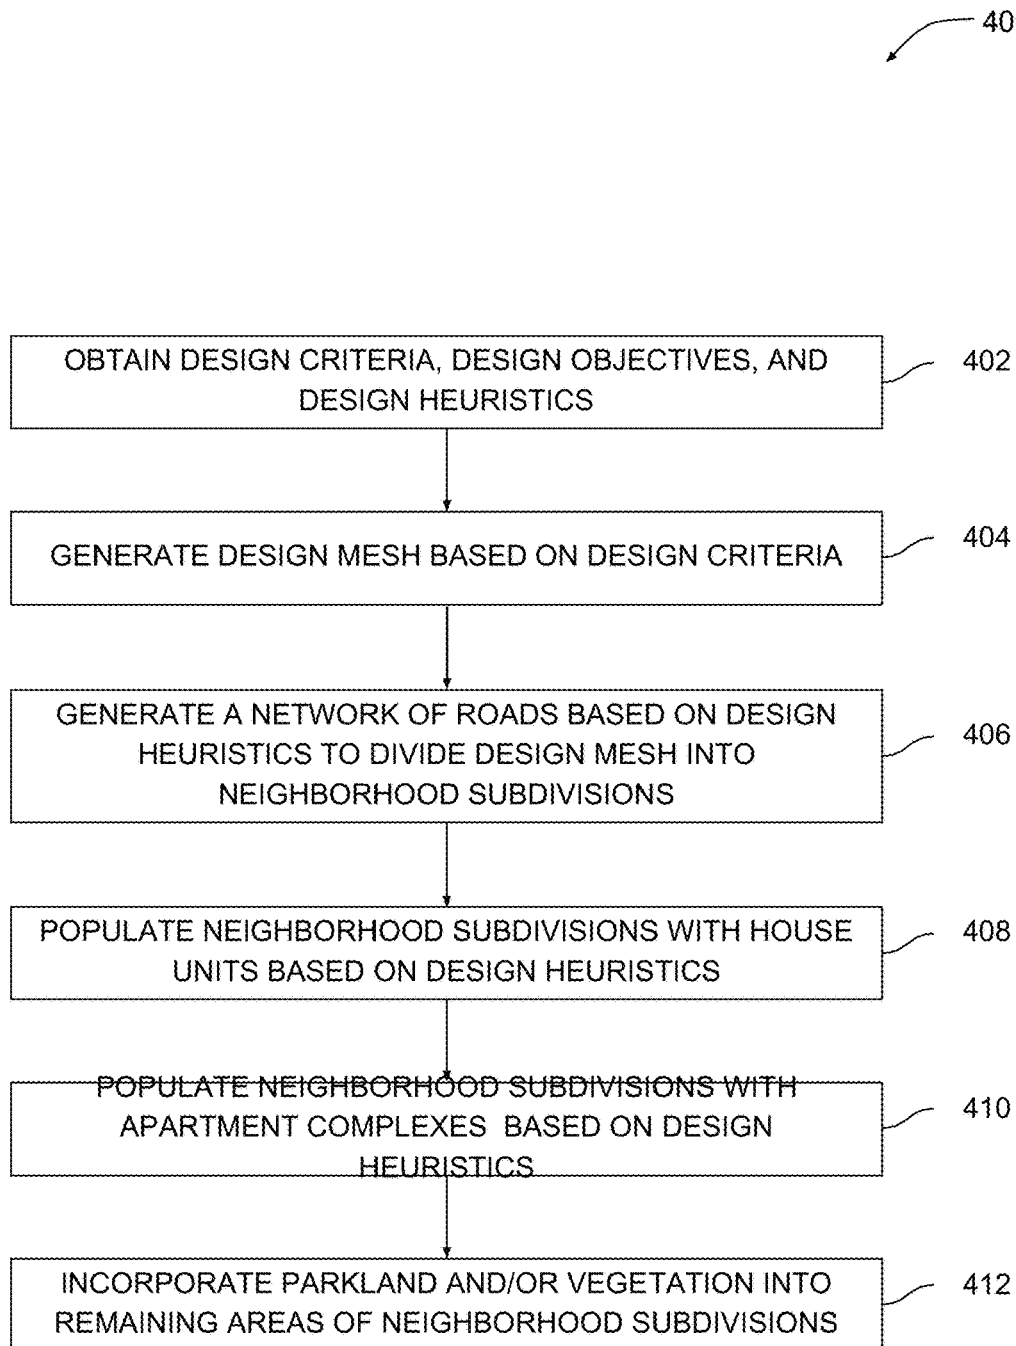 40
OBTAIN DESIGN CRITERIA, DESIGN OBJECTIVES, AND
DESIGN HEURISTICS
402
GENERATE DESIGN MESH BASED ON DESIGN CRITERIA
404
GENERATE A NETWORK OF ROADS BASED ON DESIGN
HEURISTICS TO DIVIDE DESIGN MESH INTO
NEIGHBORHOOD SUBDIVISIONS
406
POPULATE NEIGHBORHOOD SUBDIVISIONS WITH HOUSE
UNITS BASED ON DESIGN HEURISTICS
408
POPULATE NEIGHBORHOOD SUBDIVISIONS WITH
APARTMENT COMPLEXES BASED ON DESIGN
HEURISTICS
410
INCORPORATE PARKLAND AND/OR VEGETATION INTO
REMAINING AREAS OF NEIGHBORHOOD SUBDIVISIONS
412